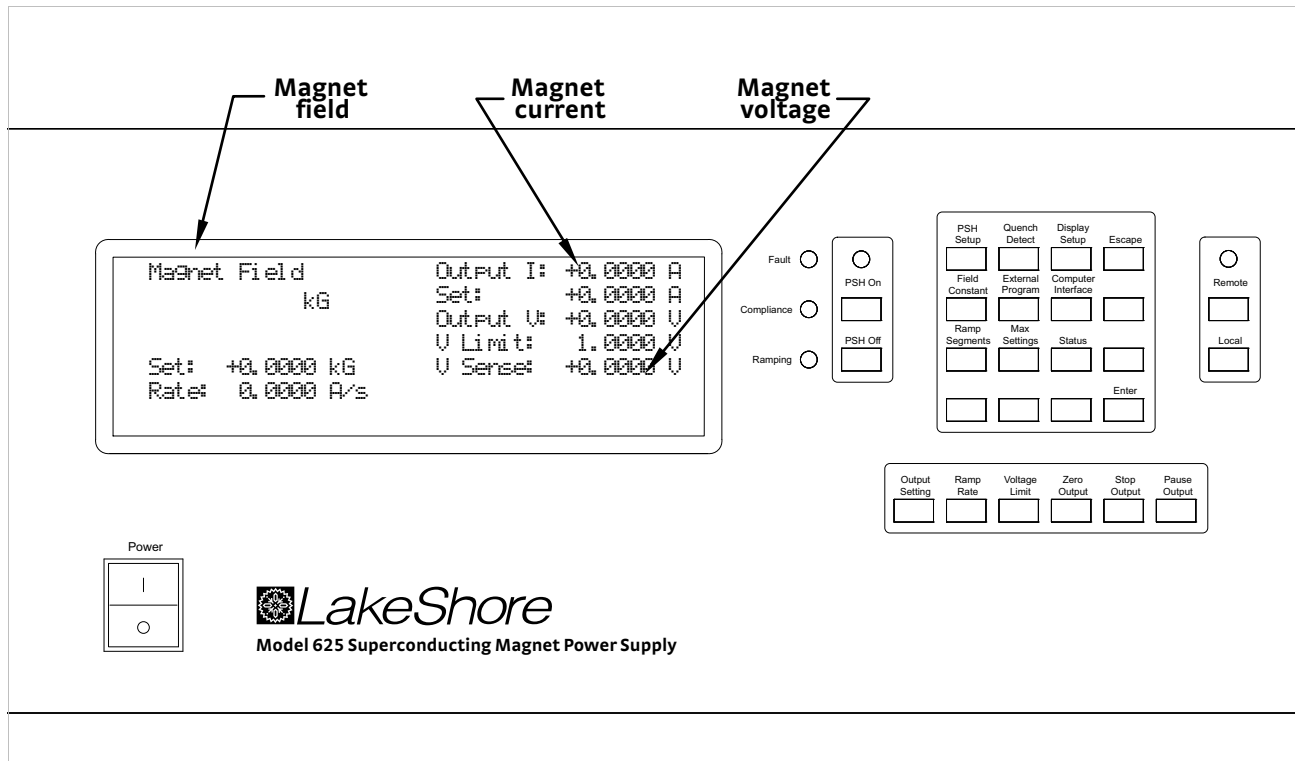 Magnet
field
Magnet
current
Magnet
voltage
Magnet Field
kG
Set: +0.0000 kG
Rate: 0.0000 A/s
Output I: +0.0000 A
Set: +0.0000 A
Output V: +0.0000 V
V Limit: 1.0000 V
V Sense: +0.0000 V
Fault
Compliance
Ramping
PSH On
PSH Off
PSH
Setup
Quench
Detect
Display
Setup
Escape
Field
Constant
External
Program
Computer
Interface
Ramp
Segments
Max
Settings
Status
Enter
Remote
Local
Output
Setting
Ramp
Rate
Voltage
Limit
Zero
Output
Stop
Output
Pause
Output
Power
I
O
LakeShore
Model 625 Superconducting Magnet Power Supply